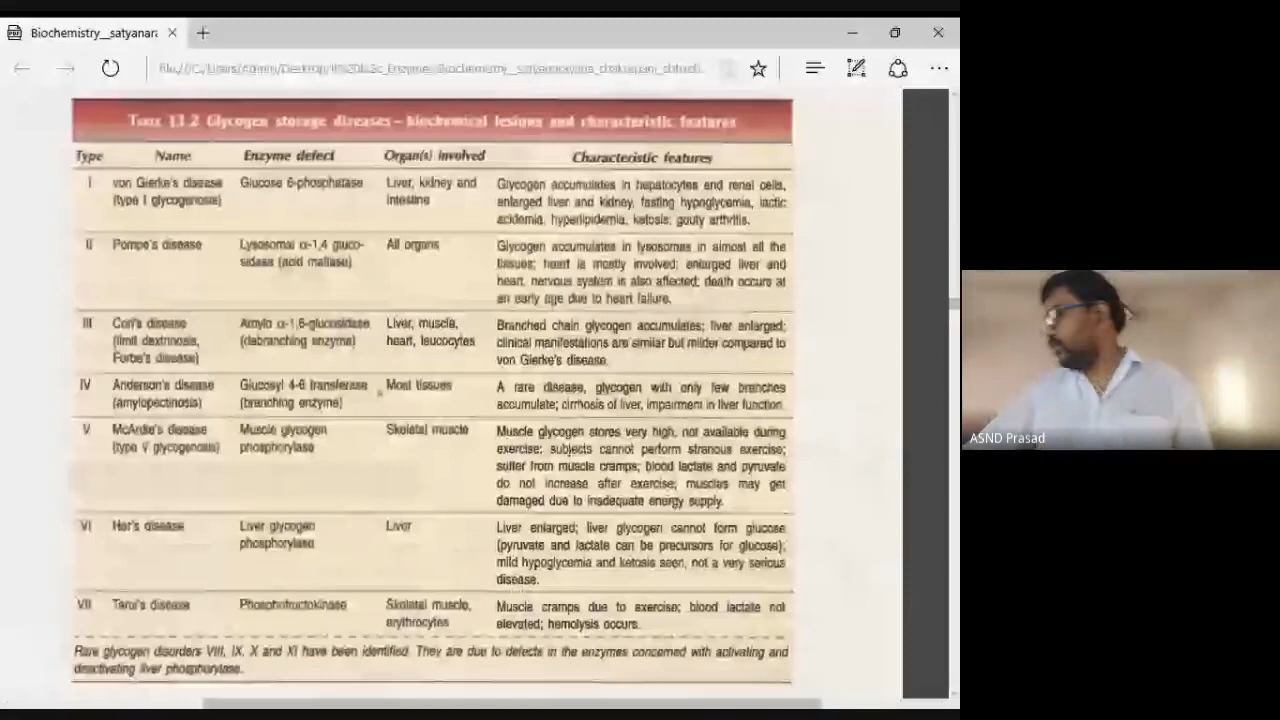 Biochemistry__satyanara
TABLE 13.2 Glycogen storage diseases – biochemical lesions and characteristic features
Type Name Enzyme defect Organ(s) involved Characteristic features
I von Gierke's disease Glucose 6-phosphatase Liver, kidney and Glycogen accumulates in hepatocytes and renal cells,
(type I glycogenosis) intestine enlarged liver and kidney, fasting hypoglycemia, lactic
acidemia, hyperlipidemia, ketosis; gouty arthritis.
II Pompe's disease Lysosomal α-1,4 gluco- All organs Glycogen accumulates in lysosomes in almost all the
sidase (acid maltase) tissues; heart is mostly involved; enlarged liver and
heart, nervous system is also affected; death occurs at
an early age due to heart failure.
III Cori's disease Amylo α-1,6-glucosidase Liver, muscle, Branched chain glycogen accumulates; liver enlarged;
(limit dextrinosis, (debranching enzyme) heart, leucocytes clinical manifestations are similar but milder compared to
Forbe's disease) von Gierke's disease.
IV Anderson's disease Glucosyl 4-6 transferase Most tissues A rare disease, glycogen with only few branches
(amylopectinosis) (branching enzyme) accumulate; cirrhosis of liver, impairment in liver function.
V McArdle's disease Muscle glycogen Skeletal muscle Muscle glycogen stores very high, not available during
(type V glycogenosis) phosphorylase exercise; subjects cannot perform stranous exercise;
suffer from muscle cramps; blood lactate and pyruvate
do not increase after exercise; muscles may get
damaged due to inadequate energy supply.
VI Her's disease Liver glycogen Liver Liver enlarged; liver glycogen cannot form glucose
phosphorylase (pyruvate and lactate can be precursors for glucose);
mild hypoglycemia and ketosis seen, not a very serious
disease.
VII Tarui's disease Phosphofructokinase Skeletal muscle, Muscle cramps due to exercise; blood lactate not
erythrocytes elevated; hemolysis occurs.
Rare glycogen disorders VIII, IX, X and XI have been identified. They are due to defects in the enzymes concerned with activating and
deactivating liver phosphorylase.
ASND Prasad